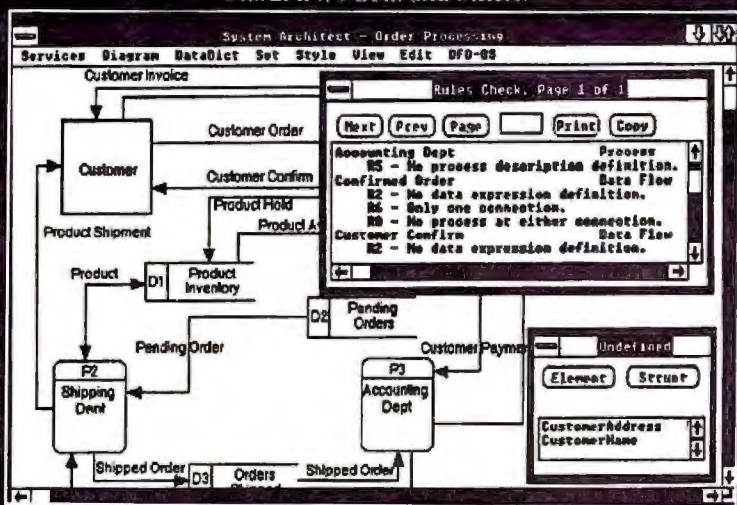 System Architect - Order Processing
Services Diagram DataDict Set Style View Edit DFD-GS
Customer Invoice
Rules Check, Page 1 of 1
Next Prev Page Print Copy
Customer Order
Accounting Dept Process
R5 - No process description definition.
Confirmed Order Data Flow
R2 - No data expression definition.
R6 - Only one connection.
R0 - No process at either connection.
Customer Confirm Data Flow
R2 - No data expression definition.
Customer
Customer Confirm
Product Hold
Product Shipment
Product
D1 Product Inventory
D2 Pending Orders
Pending Order
Customer
Undefined
Element Struct
P2
Shipping
Dept
P3
Accounting
Dept
CustomerAddress
CustomerName
Shipped Order
D3 Orders
Shipped Order